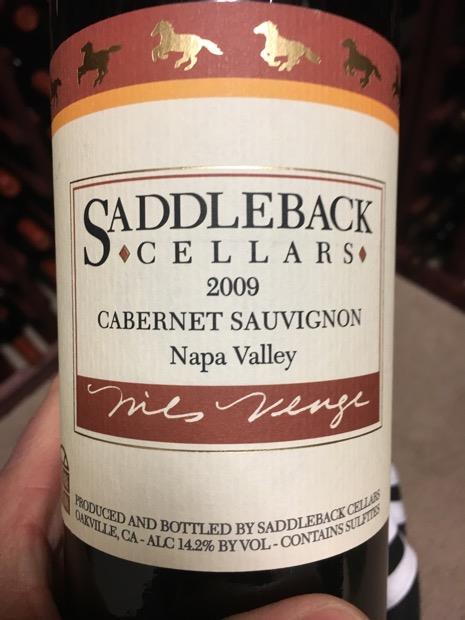 SADDLEBACK
CELLARS
2009
CABERNET SAUVIGNON
Napa Valley
Nils Venge
PRODUCED AND BOTTLED BY SADDLEBACK CELLARS
OAKVILLE, CA - ALC 14.2% BY VOL - CONTAINS SULFITES